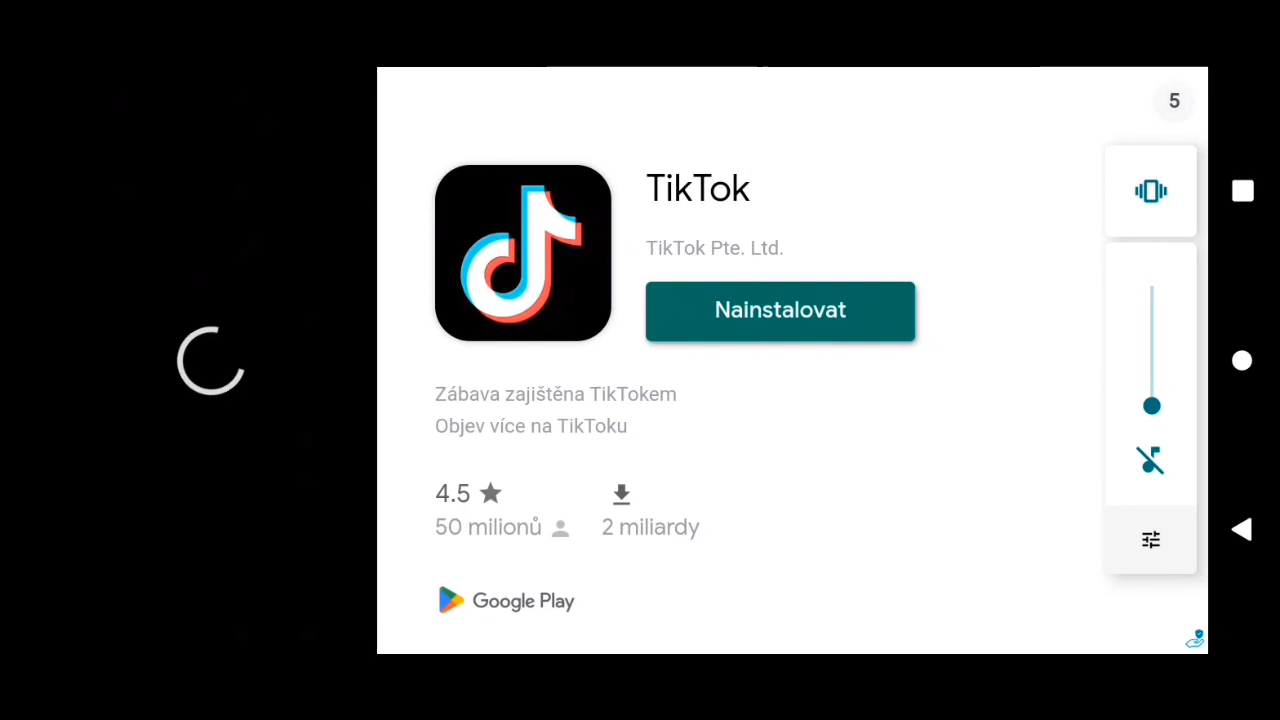 5
TikTok
TikTok Pte. Ltd.
Nainstalovat
Zábava zajištěna TikTokem
Objev více na TikToku
4.5
50 milionů
2 miliardy
Google Play